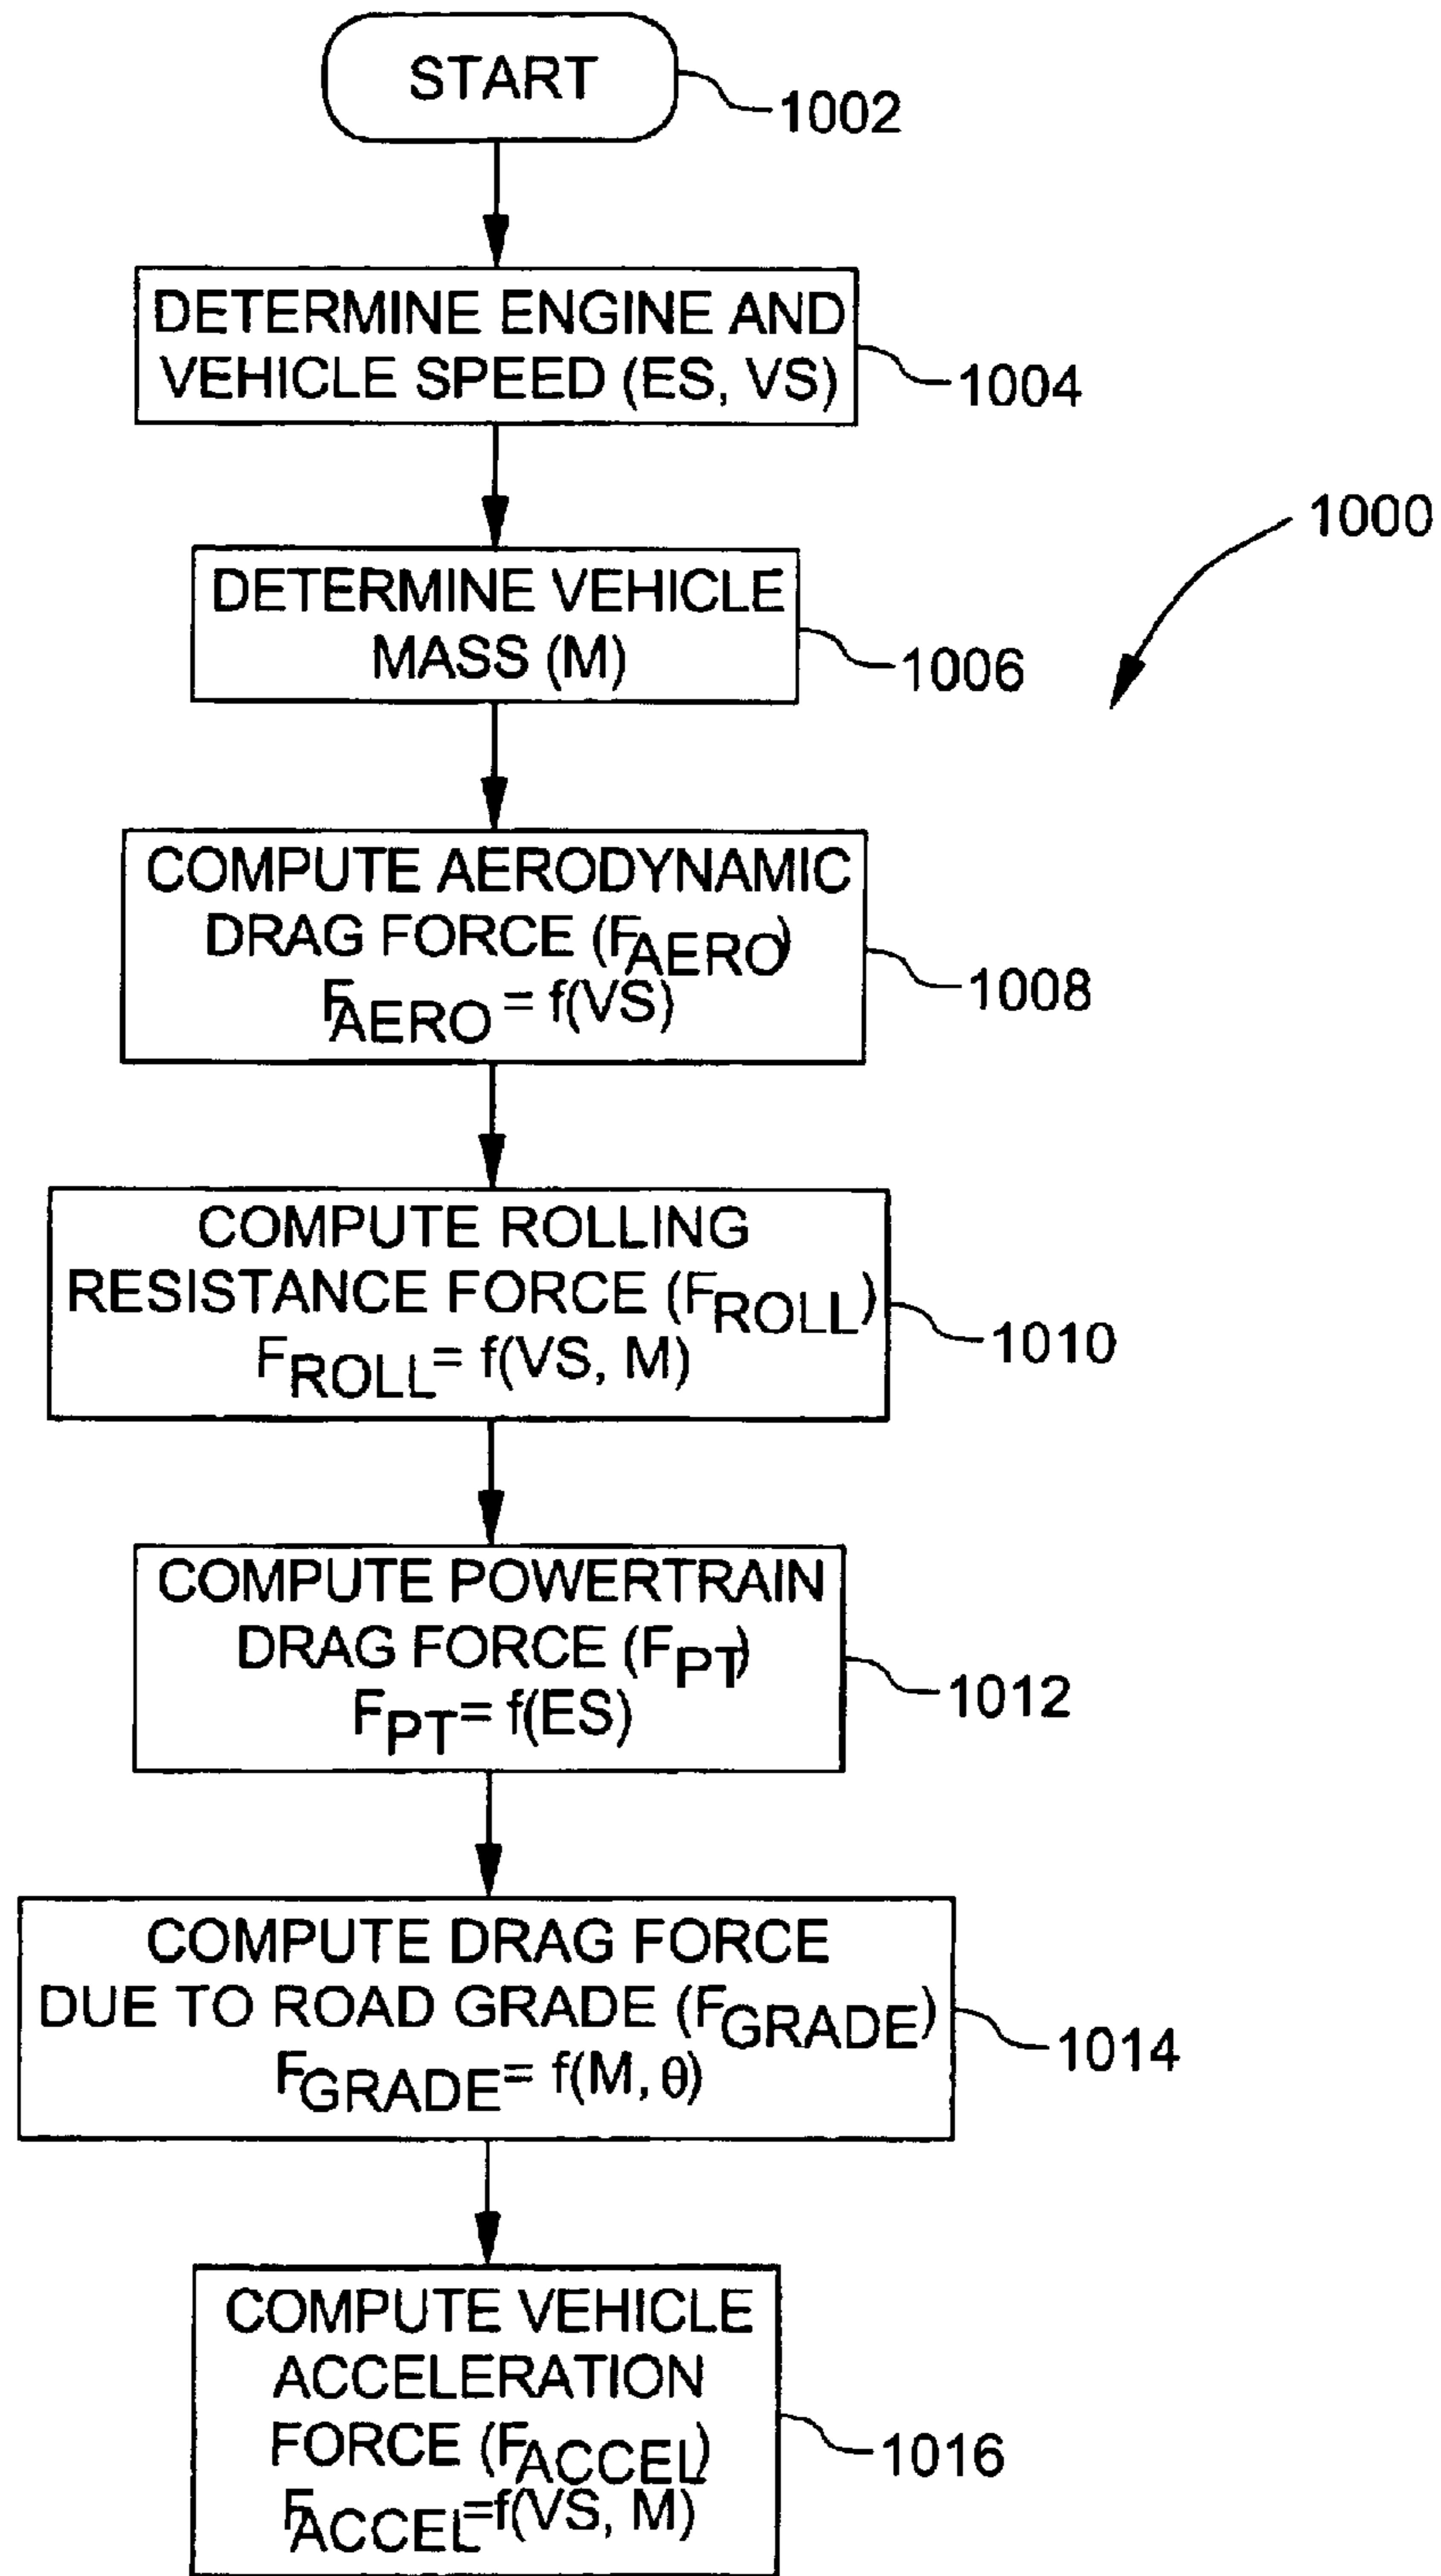 START
1002
DETERMINE ENGINE AND
VEHICLE SPEED (ES, VS)
1004
1000
DETERMINE VEHICLE
MASS (M)
1006
COMPUTE AERODYNAMIC
DRAG FORCE (FAERO)
FAERO = f(VS)
1008
COMPUTE ROLLING
RESISTANCE FORCE (FROLL)
FROLL = f(VS, M)
1010
COMPUTE POWERTRAIN
DRAG FORCE (FPT)
FPT = f(ES)
1012
COMPUTE DRAG FORCE
DUE TO ROAD GRADE (FGRADE)
FGRADE = f(M, θ)
1014
COMPUTE VEHICLE
ACCELERATION
FORCE (FACCEL)
FACCEL =f(VS, M)
1016